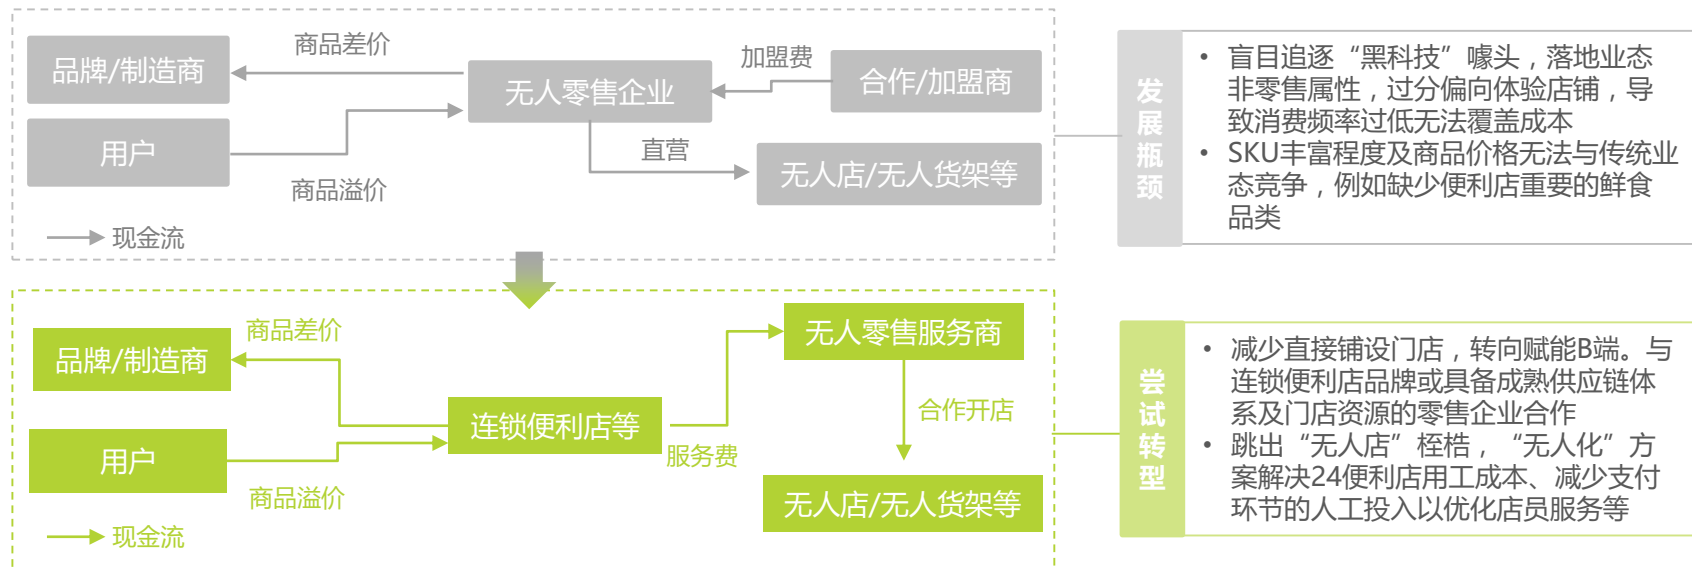 商品差价
品牌/制造商
加盟费
无人零售企业
合作/加盟商
用户
直营
无人店/无人货架等
商品溢价
现金流
发展瓶颈
• 盲目追逐“黑科技”噱头，落地业态
非零售属性，过分偏向体验店铺，导
致消费频率过低无法覆盖成本
• SKU丰富程度及商品价格无法与传统业
态竞争，例如缺少便利店重要的鲜食
品类
商品差价
品牌/制造商
无人零售服务商
连锁便利店等
合作开店
用户
服务费
商品溢价
无人店/无人货架等
现金流
尝试转型
• 减少直接铺设门店，转向赋能B端。与
连锁便利店品牌或具备成熟供应链体
系及门店资源的零售企业合作
• 跳出“无人店”桎梏，“无人化”方
案解决24便利店用工成本、减少支付
环节的人工投入以优化店员服务等